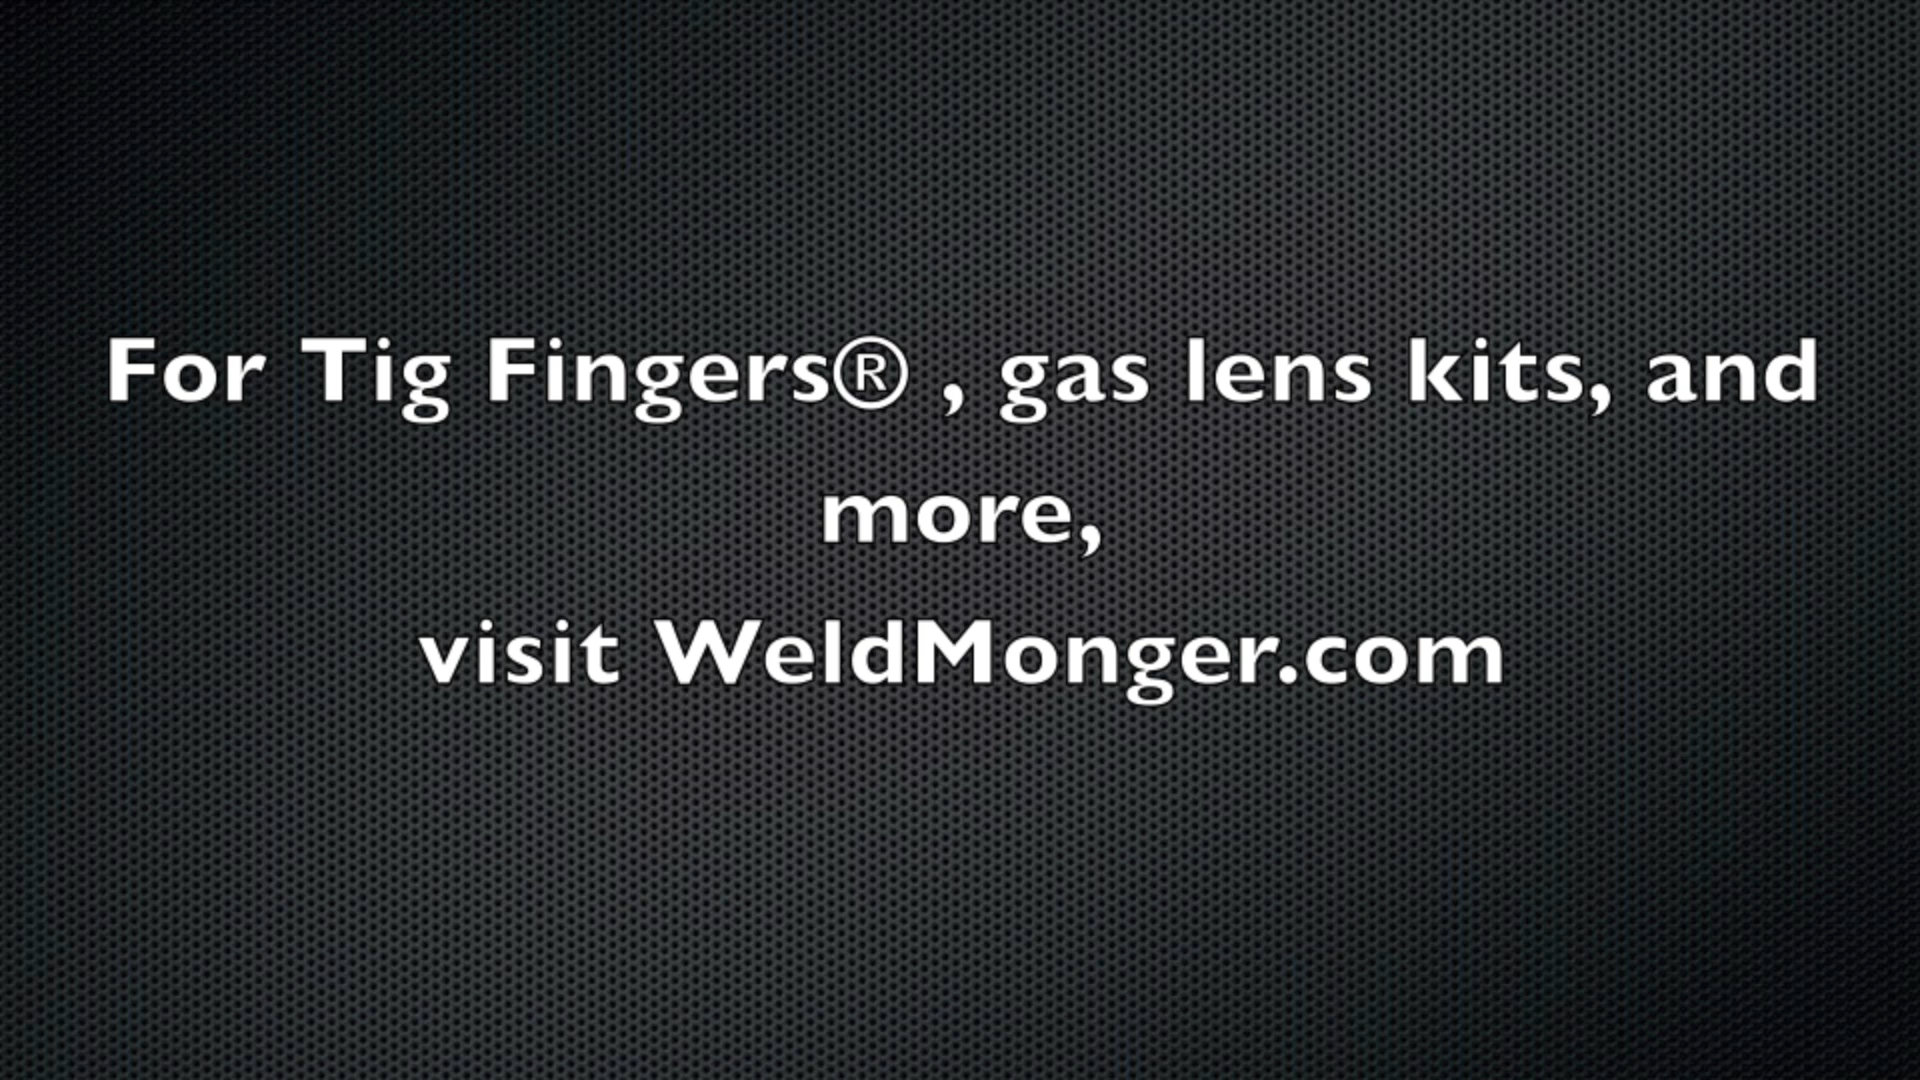 For Tig Fingers® , gas lens kits, and
more,
visit WeldMonger.com